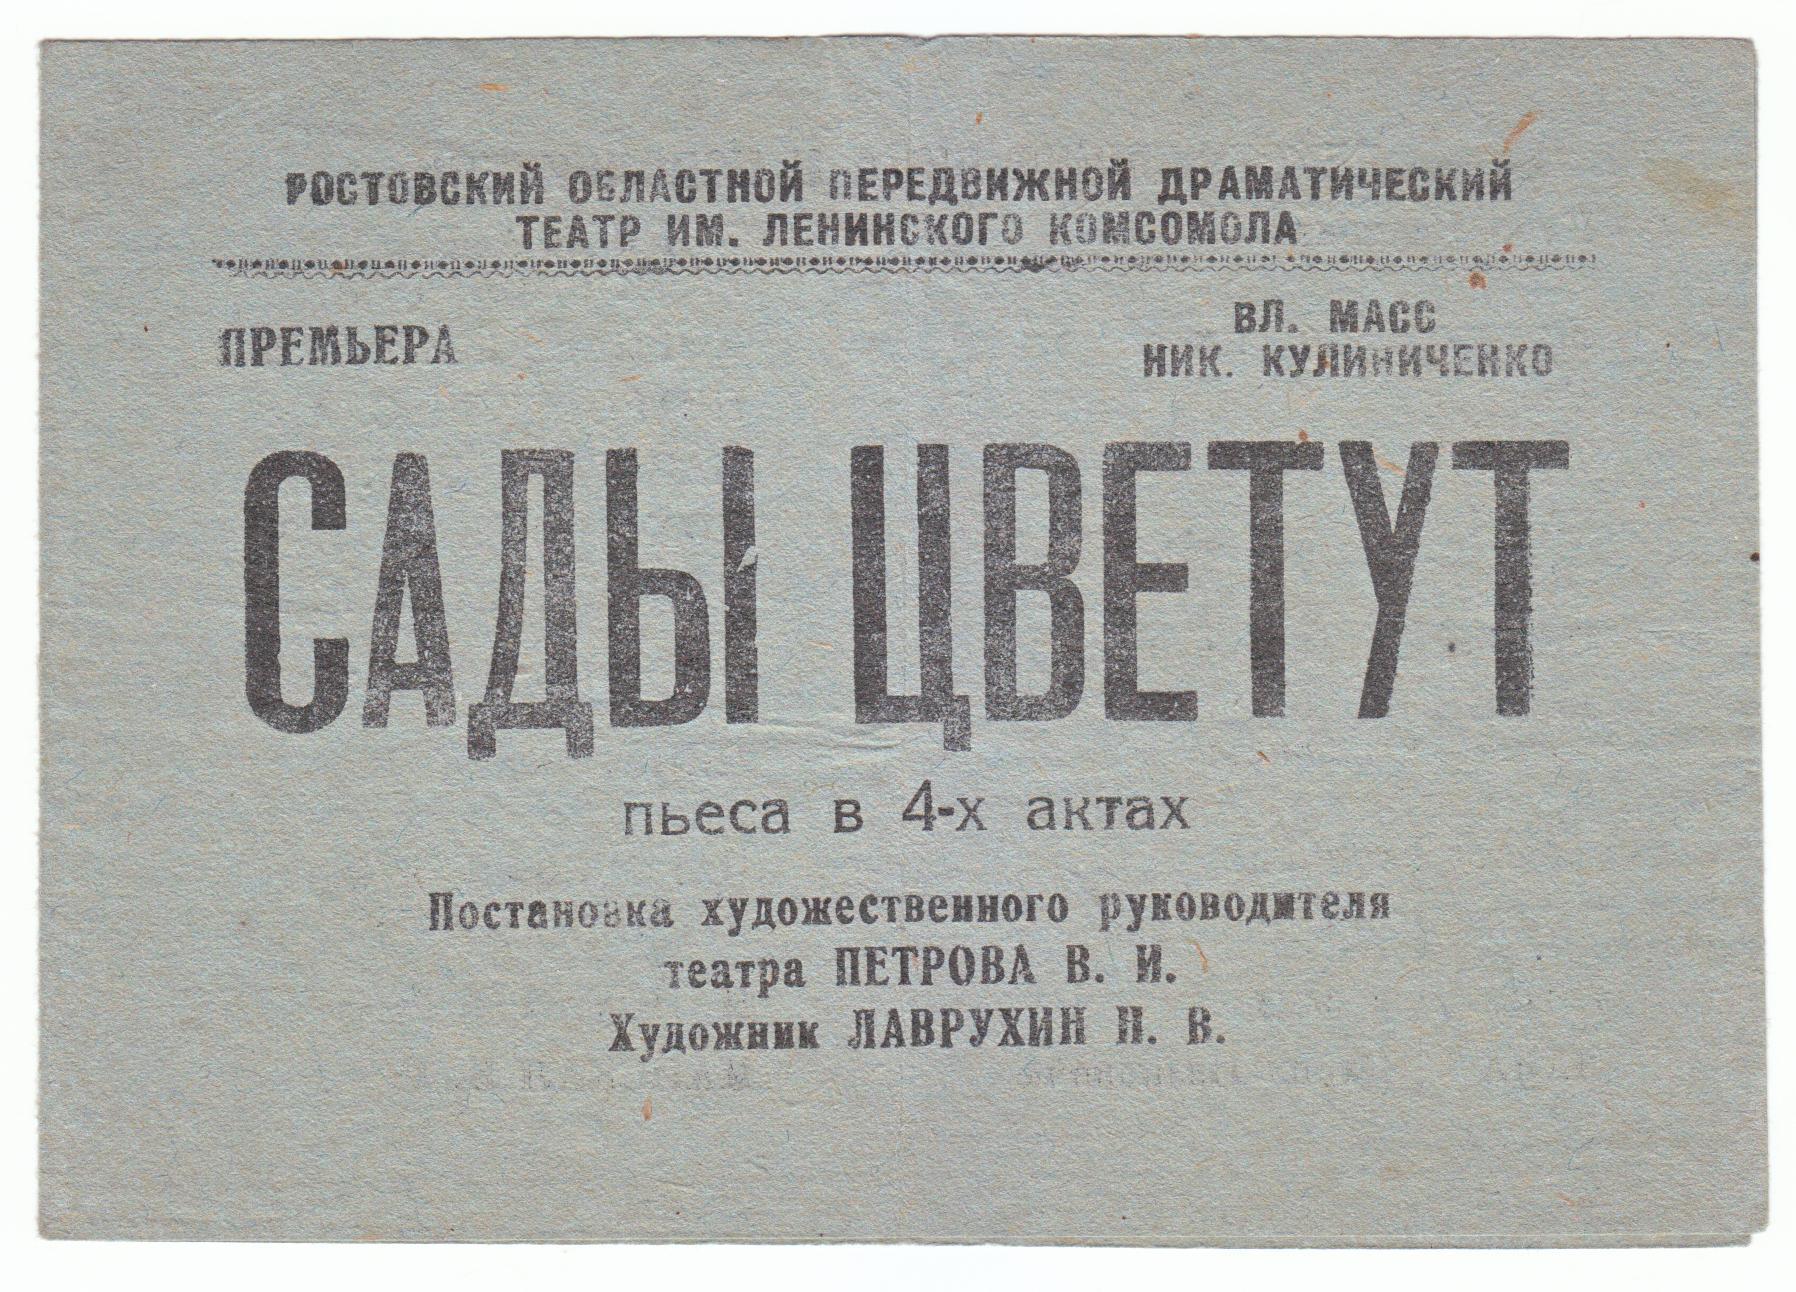 РОСТОВСКИЙ ОБЛАСТНОЙ ПЕРЕДВИЖНОЙ ДРАМАТИЧЕСКИЙ
ТЕАТР ИМ. ЛЕНИНСКОГО КОМСОМОЛА
ПРЕМЬЕРА
ВЛ. МАСС
НИК. КУЛИНИЧЕНКО
САДЫ ЦВЕТУТ
пьеса в 4-х актах
Постановка художественного руководителя
театра ПЕТРОВА В. И.
Художник ЛАВРУХИН Н. В.